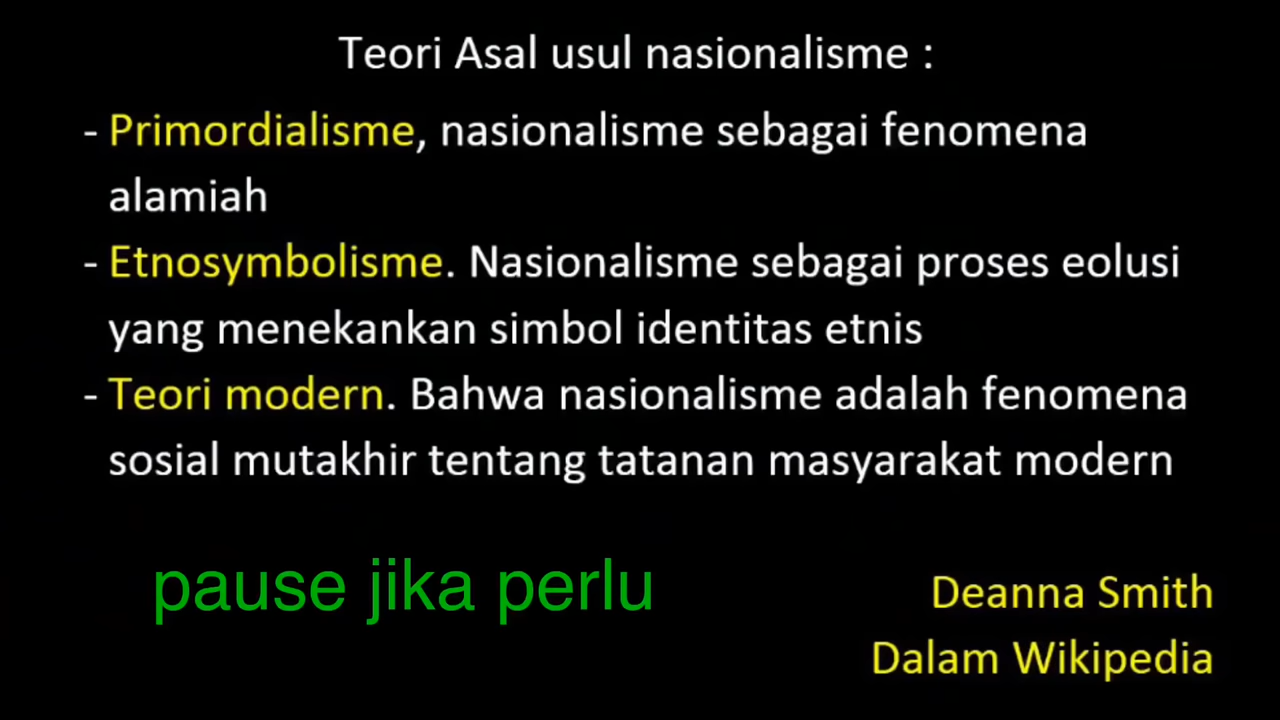 Teori Asal usul nasionalisme :
- Primordialisme, nasionalisme sebagai fenomena
alamiah
- Etnosymbolisme. Nasionalisme sebagai proses eolusi
yang menekankan simbol identitas etnis
- Teori modern. Bahwa nasionalisme adalah fenomena
sosial mutakhir tentang tatanan masyarakat modern
pause jika perlu
Deanna Smith
Dalam Wikipedia